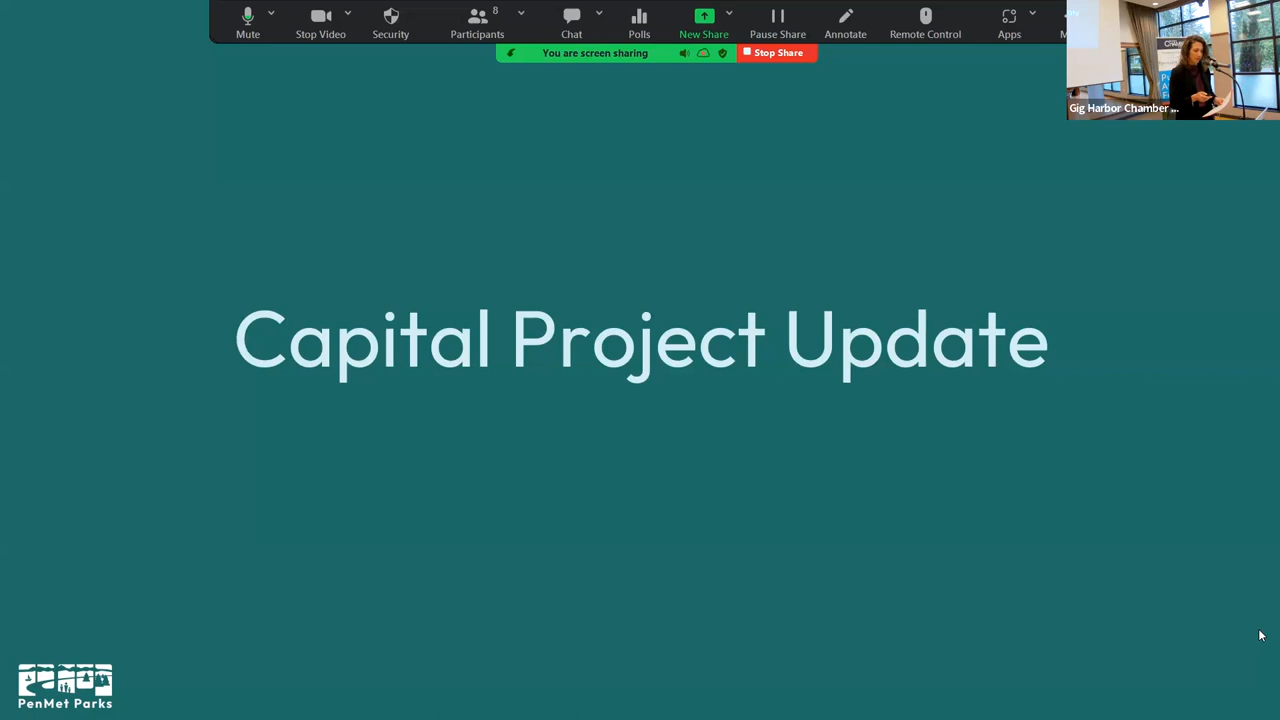 8
Mute
Stop Video
Security
Participants
Chat
Polls
New Share
Pause Share
Annotate
Remote Control
Apps
You are screen sharing
Stop Share
Gig Harbor Chamber ...
Capital Project Update
PenMet Parks